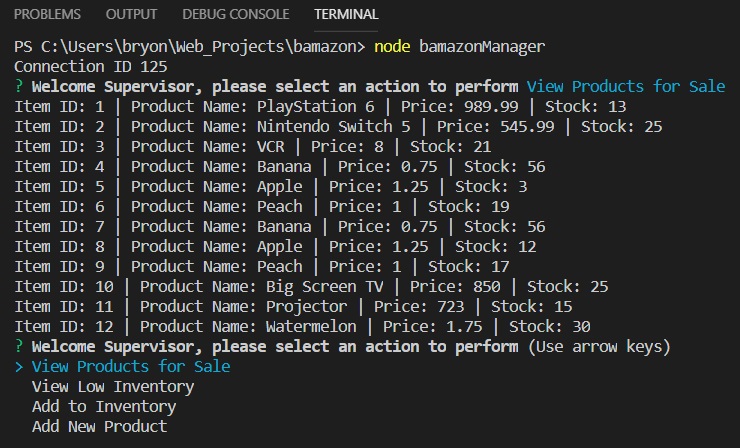 PROBLEMS OUTPUT DEBUG CONSOLE TERMINAL
PS C:\Users\bryon\Web_Projects\bamazon> node bamazonManager
Connection ID 125
? Welcome Supervisor, please select an action to perform View Products for Sale
Item ID: 1 | Product Name: PlayStation 6 | Price: 989.99 | Stock: 13
Item ID: 2 | Product Name: Nintendo Switch 5 | Price: 545.99 | Stock: 25
Item ID: 3 | Product Name: VCR | Price: 8 | Stock: 21
Item ID: 4 | Product Name: Banana | Price: 0.75 | Stock: 56
Item ID: 5 | Product Name: Apple | Price: 1.25 | Stock: 3
Item ID: 6 | Product Name: Peach | Price: 1 | Stock: 19
Item ID: 7 | Product Name: Banana | Price: 0.75 | Stock: 56
Item ID: 8 | Product Name: Apple | Price: 1.25 | Stock: 12
Item ID: 9 | Product Name: Peach | Price: 1 | Stock: 17
Item ID: 10 | Product Name: Big Screen TV | Price: 850 | Stock: 25
Item ID: 11 | Product Name: Projector | Price: 723 | Stock: 15
Item ID: 12 | Product Name: Watermelon | Price: 1.75 | Stock: 30
? Welcome Supervisor, please select an action to perform (Use arrow keys)
> View Products for Sale
View Low Inventory
Add to Inventory
Add New Product